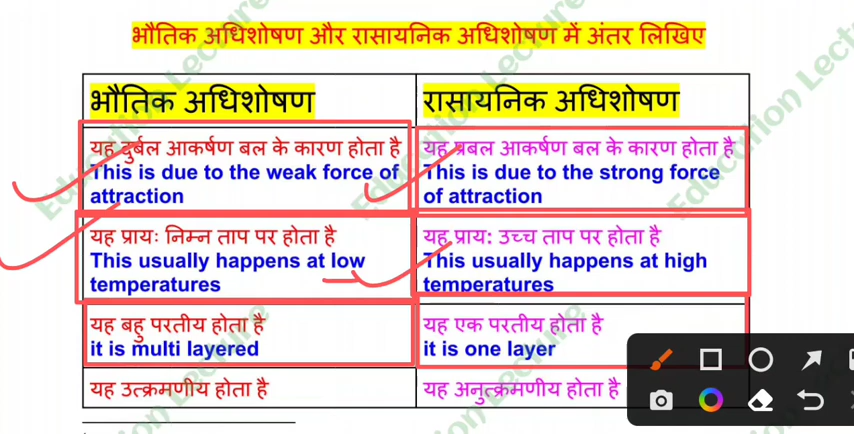 भौतिक अधिशोषण और रासायनिक अधिशोषण में अंतर लिखिए
भौतिक अधिशोषण
रासायनिक अधिशोषण
यह दुर्बल आकर्षण बल के कारण होता है
This is due to the weak force of
attraction
यह प्रबल आकर्षण बल के कारण होता है
This is due to the strong force
of attraction
यह प्रायः निम्न ताप पर होता है
This usually happens at low
temperatures
यह प्राय: उच्च ताप पर होता है
This usually happens at high
temperatures
यह बहु परतीय होता है
it is multi layered
यह एक परतीय होता है
it is one layer
यह उत्क्रमणीय होता है
यह अनुत्क्रमणीय होता है